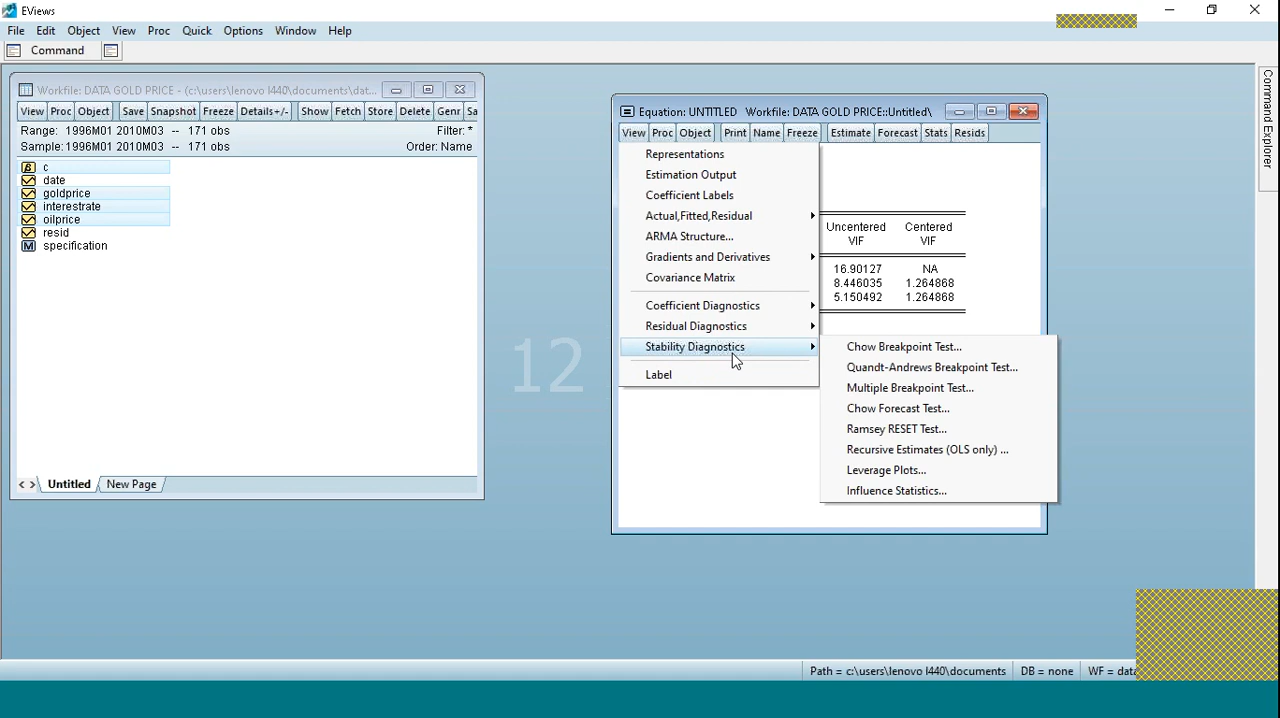 EViews
File Edit Object View Proc Quick Options Window Help
Command
Workfile: DATA GOLD PRICE - (c:\users\lenovo l440\documents\dat...
View Proc Object Save Snapshot Freeze Details+/- Show Fetch Store Delete Genr Sa
Range: 1996M01 2010M03 -- 171 obs Filter: *
Sample: 1996M01 2010M03 -- 171 obs Order: Name
c
date
goldprice
interestrate
oilprice
resid
specification
Untitled New Page
12
Equation: UNTITLED Workfile: DATA GOLD PRICE::Untitled\
View Proc Object Print Name Freeze Estimate Forecast Stats Resids
Representations
Estimation Output
Coefficient Labels
Actual,Fitted,Residual
ARMA Structure...
Gradients and Derivatives
Covariance Matrix
Coefficient Diagnostics
Residual Diagnostics
Stability Diagnostics
Label
Uncentered Centered
VIF VIF
16.90127 NA
8.446035 1.264868
5.150492 1.264868
Chow Breakpoint Test...
Quandt-Andrews Breakpoint Test...
Multiple Breakpoint Test...
Chow Forecast Test...
Ramsey RESET Test...
Recursive Estimates (OLS only) ...
Leverage Plots...
Influence Statistics...
Command Explorer
Path = c:\users\lenovo l440\documents DB = none WF = data